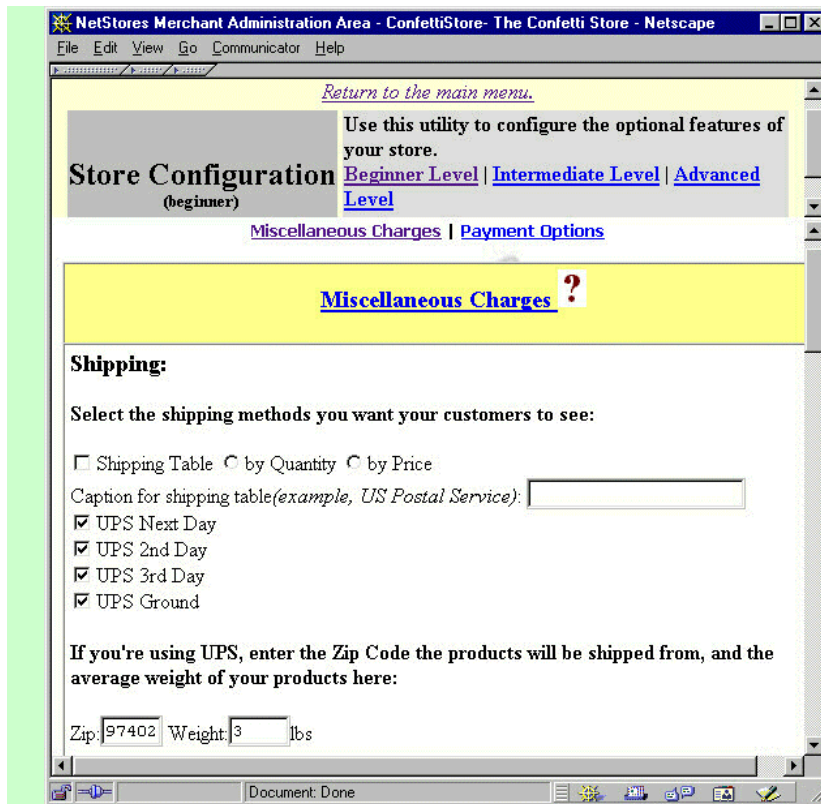 NetStores Merchant Administration Area - ConfettiStore- The Confetti Store - Netscape
File Edit View Go Communicator Help
Return to the main menu.
Store Configuration
(beginner)
Use this utility to configure the optional features of
your store.
Beginner Level | Intermediate Level | Advanced
Level
Miscellaneous Charges | Payment Options
Miscellaneous Charges ?
Shipping:
Select the shipping methods you want your customers to see:
Shipping Table by Quantity by Price
Caption for shipping table(example, US Postal Service):
UPS Next Day
UPS 2nd Day
UPS 3rd Day
UPS Ground
If you're using UPS, enter the Zip Code the products will be shipped from, and the
average weight of your products here:
Zip: 97402 Weight: 3 lbs
Document: Done